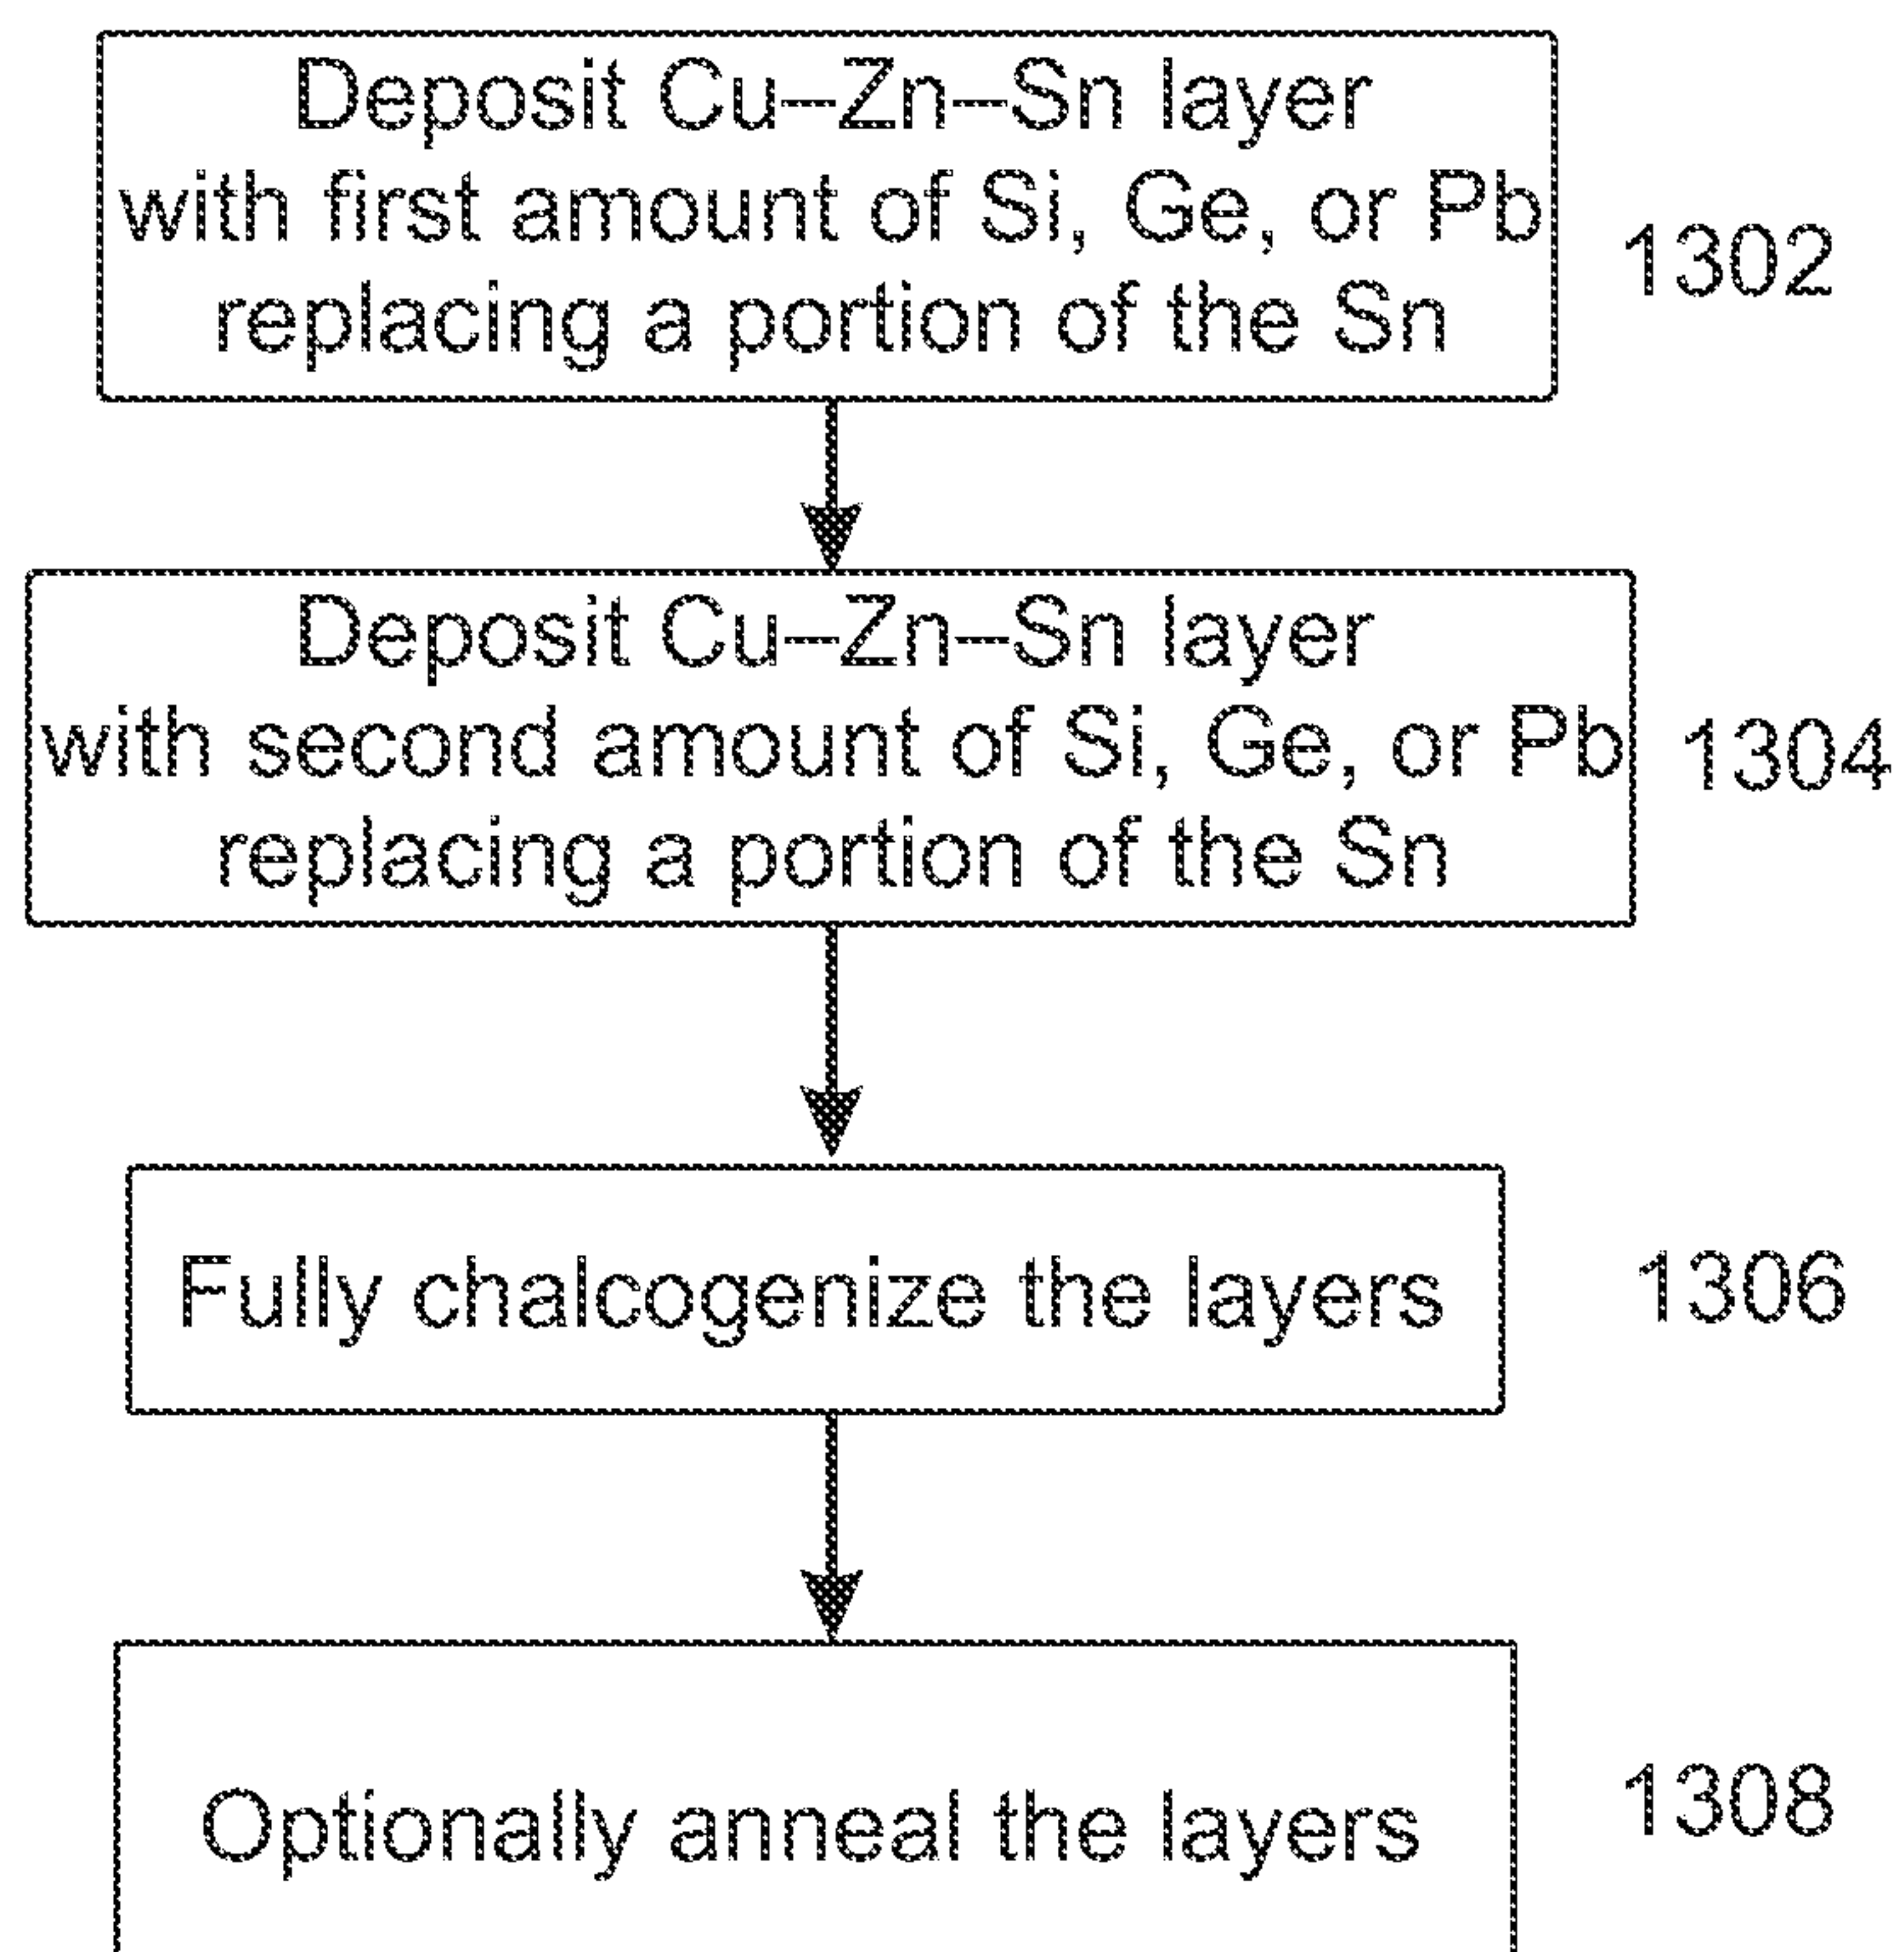 Deposit Cu–Zn–Sn layer
with first amount of Si, Ge, or Pb
replacing a portion of the Sn
1302
Deposit Cu–Zn–Sn layer
with second amount of Si, Ge, or Pb
replacing a portion of the Sn
1304
Fully chalcogenize the layers
1306
Optionally anneal the layers
1308